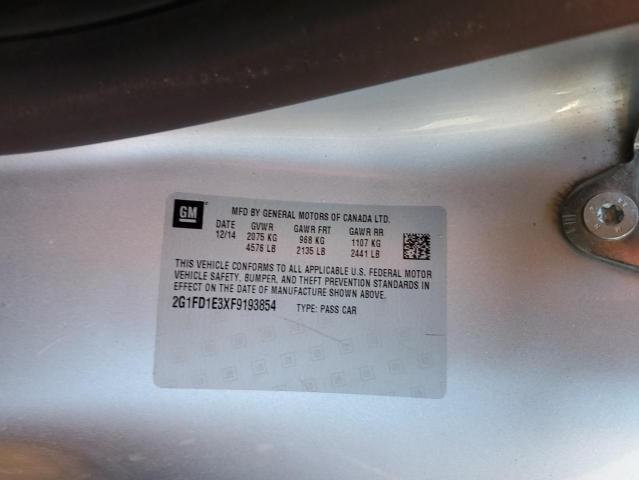 GM
MFD BY GENERAL MOTORS OF CANADA LTD.
DATE GVWR GAWR FRT GAWR RR
12/14 2075 KG 968 KG 1107 KG
4576 LB 2135 LB 2441 LB
THIS VEHICLE CONFORMS TO ALL APPLICABLE U.S. FEDERAL MOTOR
VEHICLE SAFETY, BUMPER, AND THEFT PREVENTION STANDARDS IN
EFFECT ON THE DATE OF MANUFACTURE SHOWN ABOVE.
2G1FD1E3XF9193854 TYPE: PASS CAR